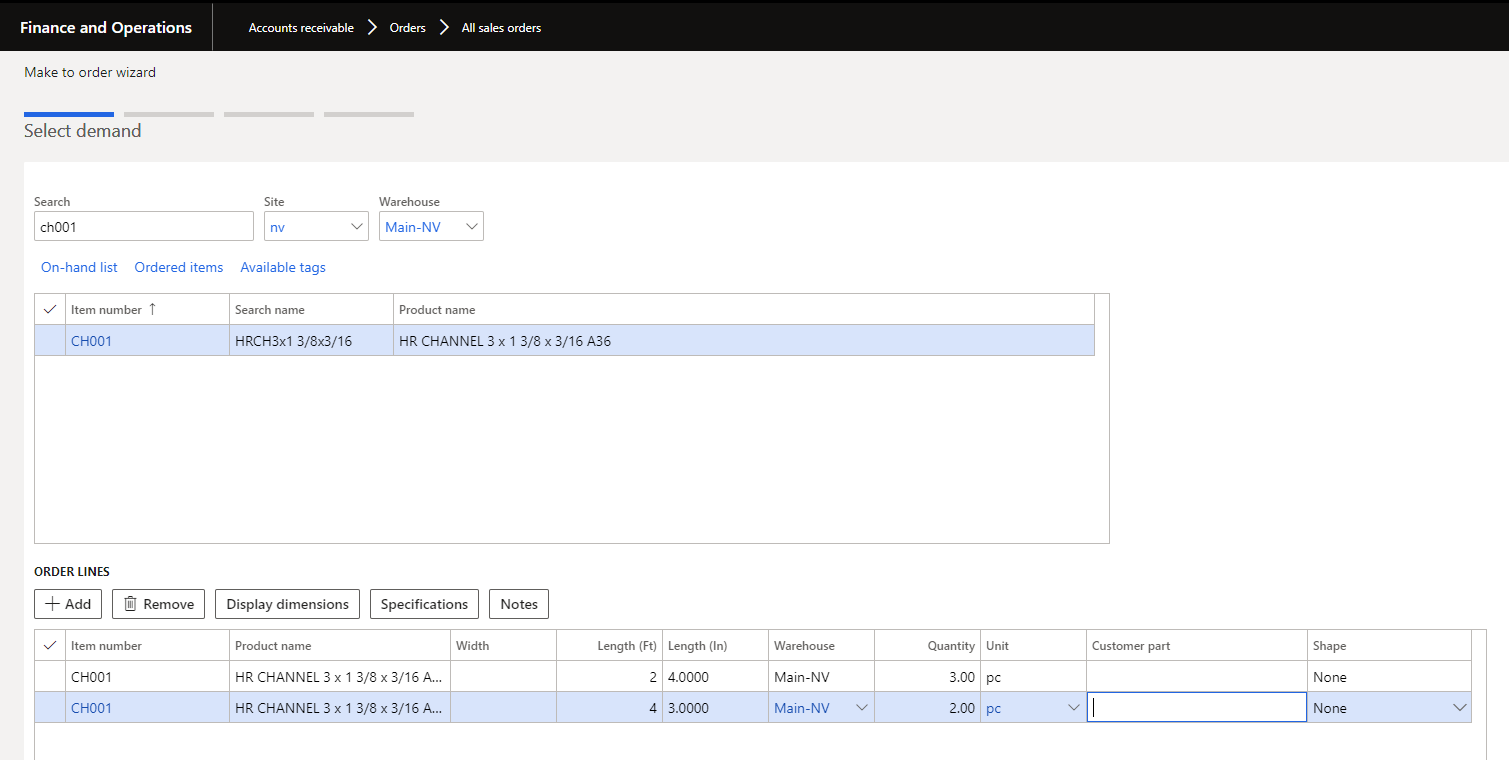 Finance and Operations Accounts receivable Orders All sales orders
Make to order wizard
Select demand
Search Site Warehouse
ch001 nv Main-NV
On-hand list Ordered items Available tags
Item number ↑ Search name Product name
CH001 HRCH3x1 3/8x3/16 HR CHANNEL 3 x 1 3/8 x 3/16 A36
ORDER LINES
+ Add Remove Display dimensions Specifications Notes
Item number Product name Width Length (Ft) Length (In) Warehouse Quantity Unit Customer part Shape
CH001 HR CHANNEL 3 x 1 3/8 x 3/16 A... 2 4.0000 Main-NV 3.00 pc None
CH001 HR CHANNEL 3 x 1 3/8 x 3/16 A... 4 3.0000 Main-NV 2.00 pc None